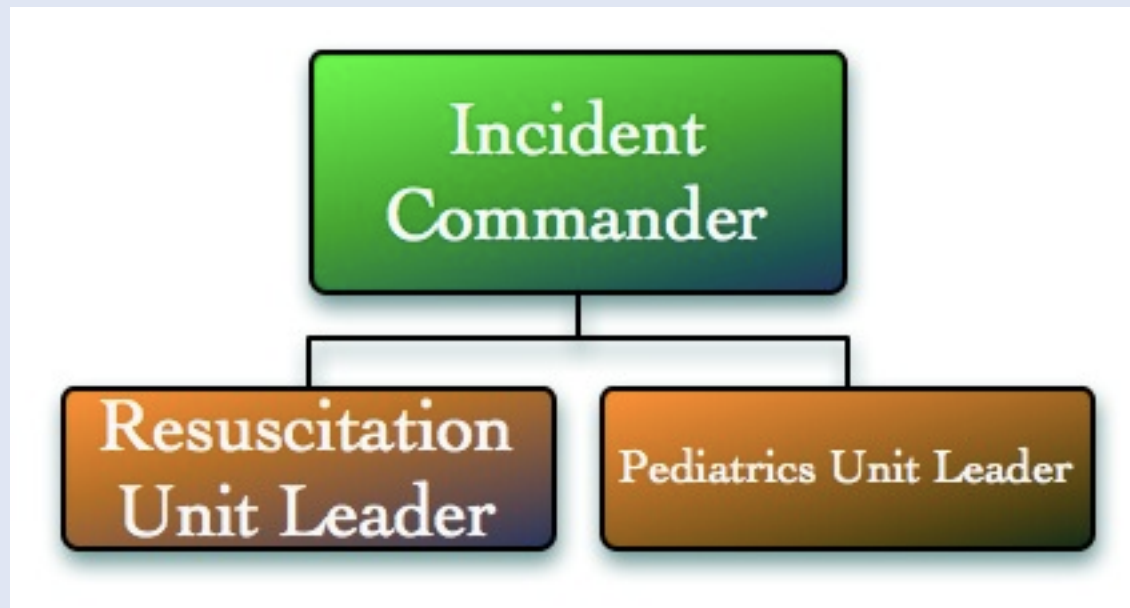 Incident
Commander
Resuscitation
Unit Leader
Pediatrics Unit Leader